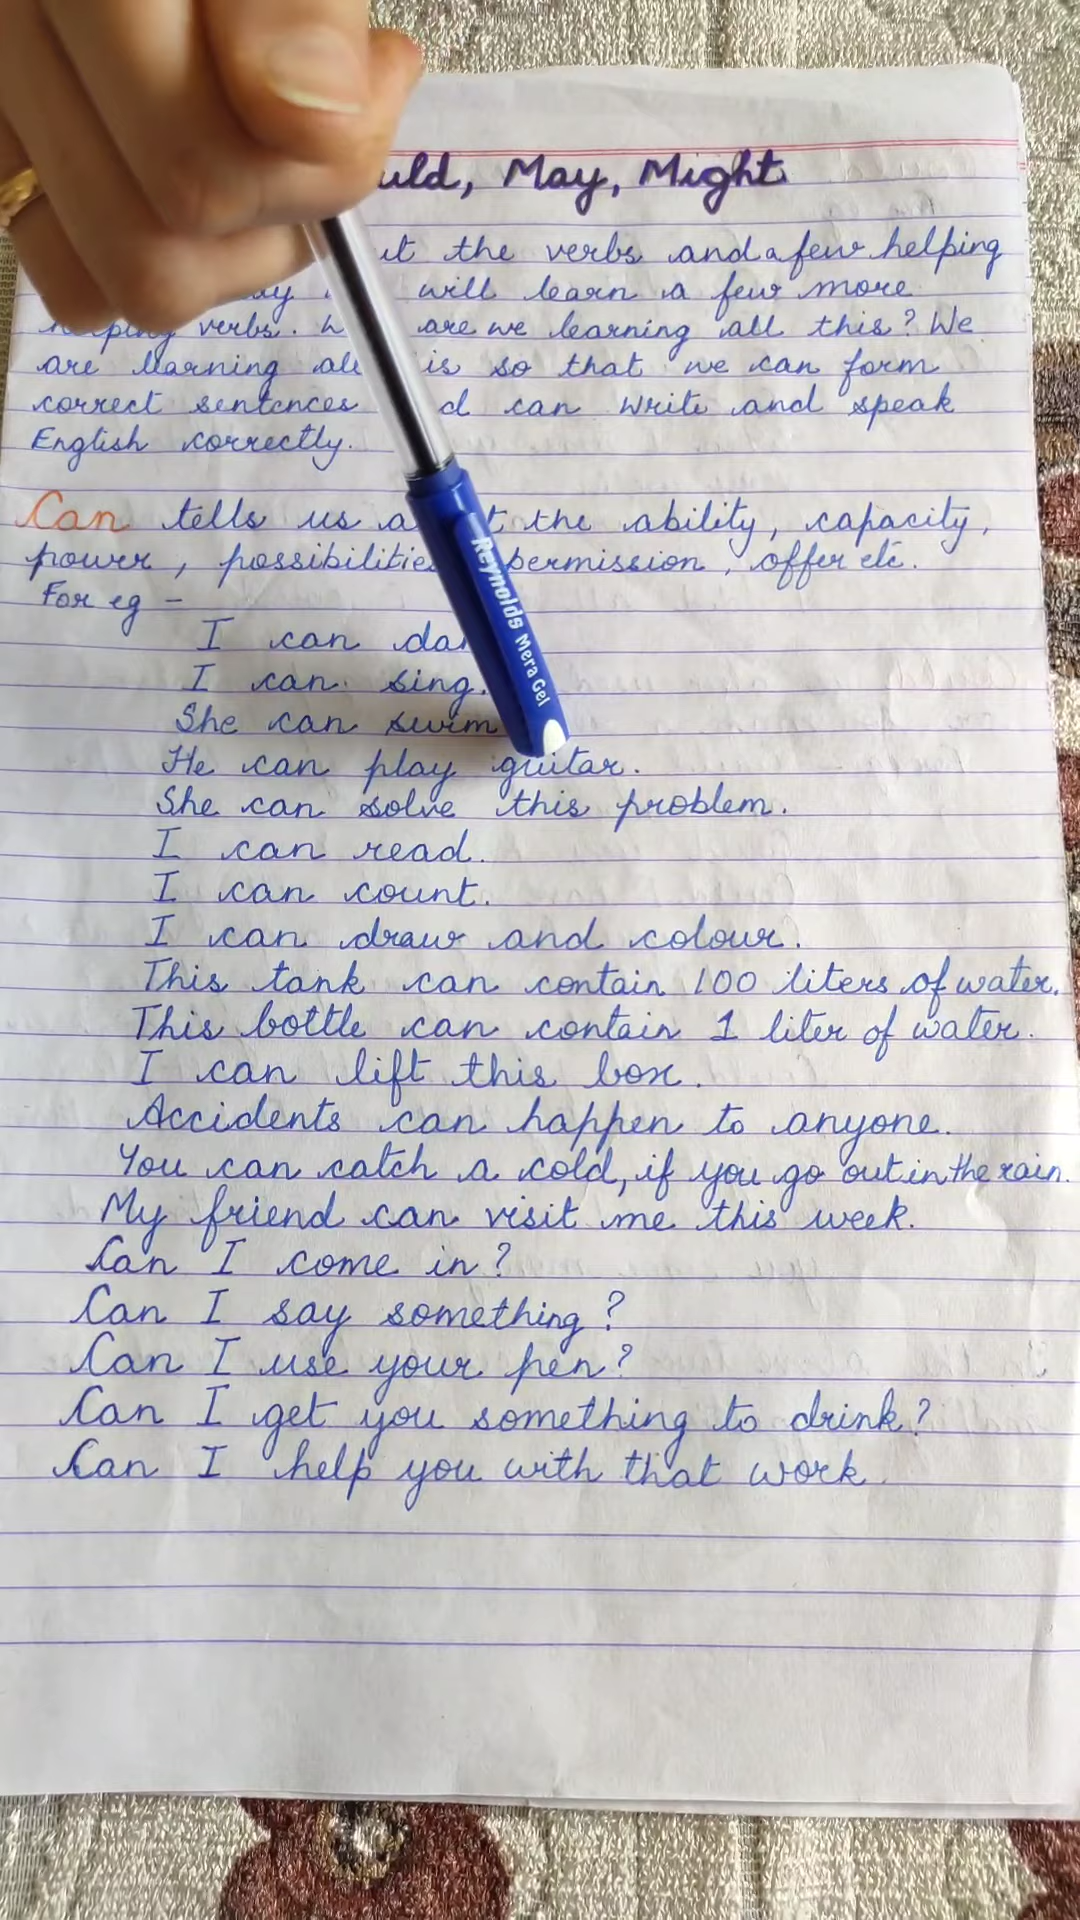 May, Might
the verbs and a few helping
will learn a few more
helping verbs. are we learning all this? We
are learning is so that we can form
correct sentences can write and speak
English correctly.
Can tells us the ability, capacity,
power, possibilities permission, offer etc.
For eg -
I can
I can sing.
She can swim
He can play guitar.
She can solve this problem.
I can read.
I can count.
I can draw and colour.
This tank can contain 100 liters of water.
This bottle can contain 1 liter of water.
I can lift this box.
Accidents can happen to anyone.
You can catch a cold, if you go out in the rain.
My friend can visit me this week.
Can I come in?
Can I say something?
Can I use your pen?
Can I get you something to drink?
Can I help you with that work
Reynolds Mera Gel